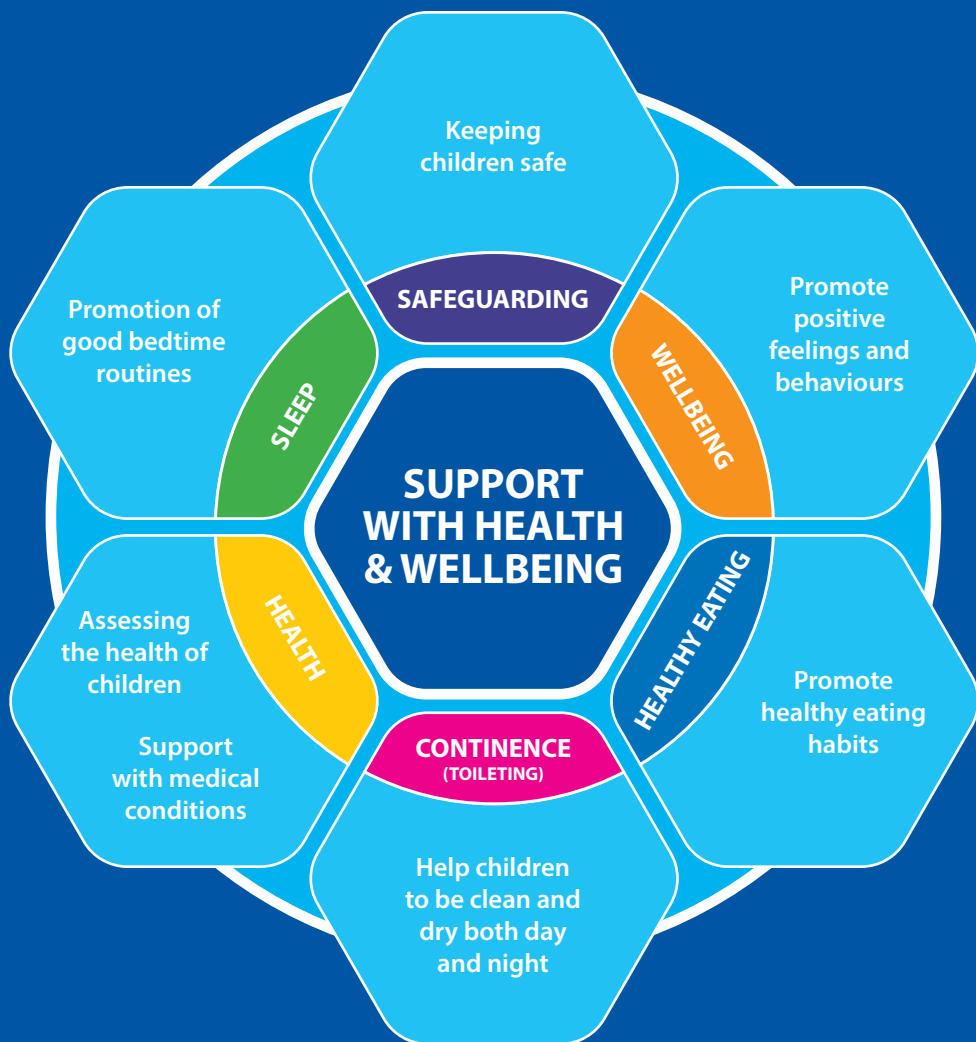 Keeping
children safe
SAFEGUARDING
Promote
positive
feelings and
behaviours
WELLBEING
HEALTHY EATING
Promote
healthy eating
habits
CONTINENCE
(TOILETING)
Help children
to be clean and
dry both day
and night
HEALTH
Assessing
the health of
children
Support
with medical
conditions
SLEEP
Promotion of
good bedtime
routines
SUPPORT
WITH HEALTH
& WELLBEING